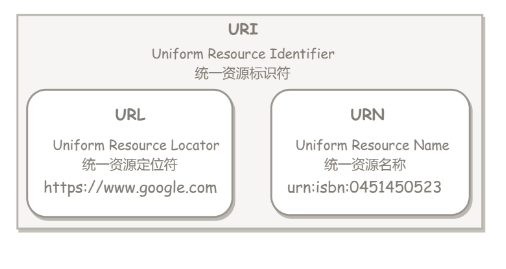 URI
Uniform Resource Identifier
统一资源标识符
URL
Uniform Resource Locator
统一资源定位符
https://www.google.com
URN
Uniform Resource Name
统一资源名称
urn:isbn:0451450523